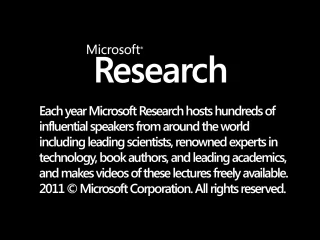 Microsoft®
Research
Each year Microsoft Research hosts hundreds of
influential speakers from around the world
including leading scientists, renowned experts in
technology, book authors, and leading academics,
and makes videos of these lectures freely available.
2011 © Microsoft Corporation. All rights reserved.